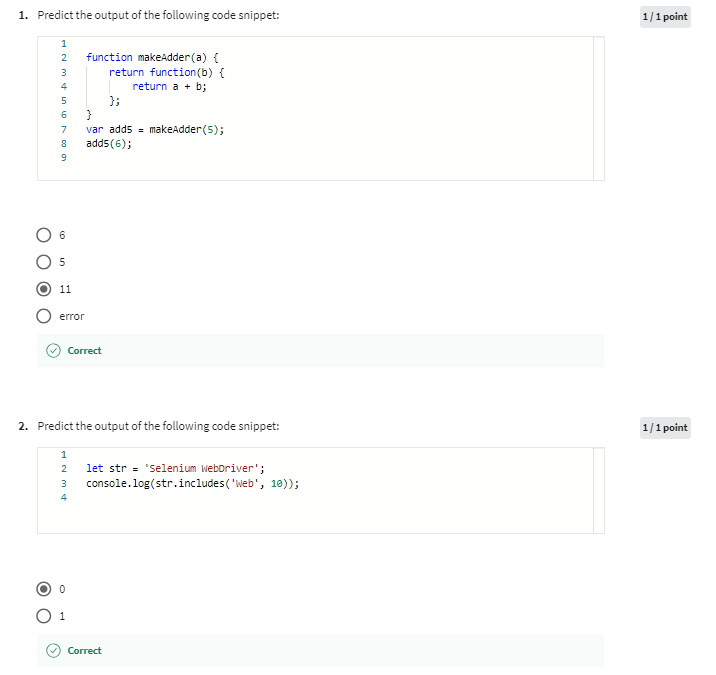 1. Predict the output of the following code snippet:
1 / 1 point
1
2 function makeAdder(a) {
3 return function(b) {
4 return a + b;
5 };
6 }
7 var add5 = makeAdder(5);
8 add5(6);
9
6
5
11
error
Correct
2. Predict the output of the following code snippet:
1 / 1 point
1
2 let str = 'Selenium WebDriver';
3 console.log(str.includes('Web', 10));
4
0
1
Correct